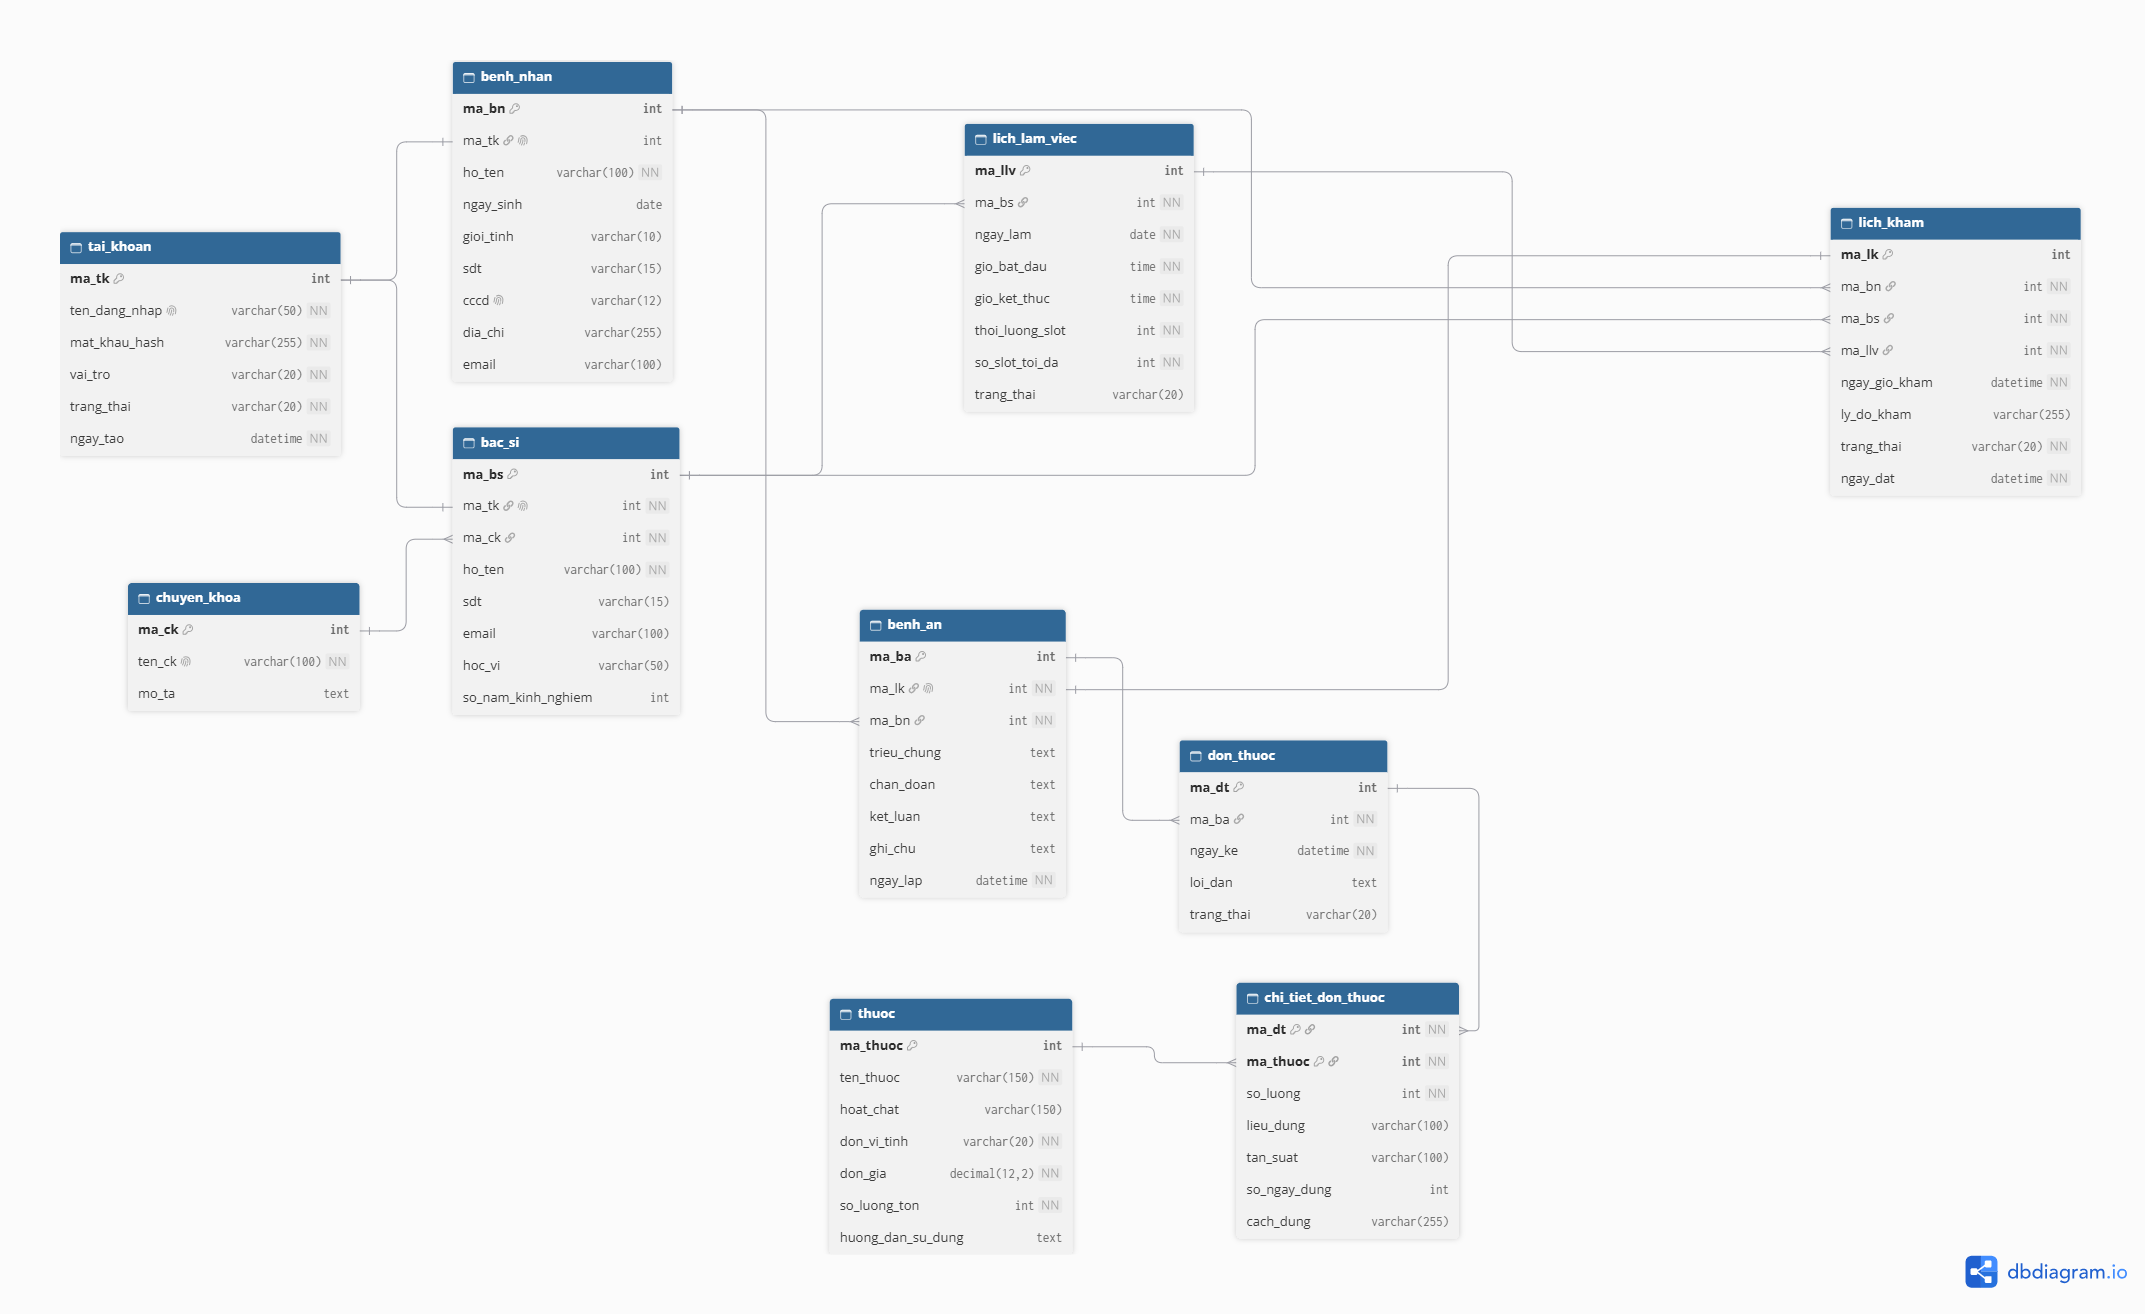 benh_nhan
ma_bn int
ma_tk int
ho_ten varchar(100) NN
ngay_sinh date
gioi_tinh varchar(10)
sdt varchar(15)
cccd varchar(12)
dia_chi varchar(255)
email varchar(100)
lich_lam_viec
ma_llv int
ma_bs int NN
ngay_lam date NN
gio_bat_dau time NN
gio_ket_thuc time NN
thoi_luong_slot int NN
so_slot_toi_da int NN
trang_thai varchar(20)
lich_kham
ma_lk int
ma_bn int NN
ma_bs int NN
ma_llv int NN
ngay_gio_kham datetime NN
ly_do_kham varchar(255)
trang_thai varchar(20) NN
ngay_dat datetime NN
tai_khoan
ma_tk int
ten_dang_nhap varchar(50) NN
mat_khau_hash varchar(255) NN
vai_tro varchar(20) NN
trang_thai varchar(20) NN
ngay_tao datetime NN
bac_si
ma_bs int
ma_tk int NN
ma_ck int NN
ho_ten varchar(100) NN
sdt varchar(15)
email varchar(100)
hoc_vi varchar(50)
so_nam_kinh_nghiem int
chuyen_khoa
ma_ck int
ten_ck varchar(100) NN
mo_ta text
benh_an
ma_ba int
ma_lk int NN
ma_bn int NN
trieu_chung text
chan_doan text
ket_luan text
ghi_chu text
ngay_lap datetime NN
don_thuoc
ma_dt int
ma_ba int NN
ngay_ke datetime NN
loi_dan text
trang_thai varchar(20)
thuoc
ma_thuoc int
ten_thuoc varchar(150) NN
hoat_chat varchar(150)
don_vi_tinh varchar(20) NN
don_gia decimal(12,2) NN
so_luong_ton int NN
huong_dan_su_dung text
chi_tiet_don_thuoc
ma_dt int NN
ma_thuoc int NN
so_luong int NN
lieu_dung varchar(100)
tan_suat varchar(100)
so_ngay_dung int
cach_dung varchar(255)
dbdiagram.io